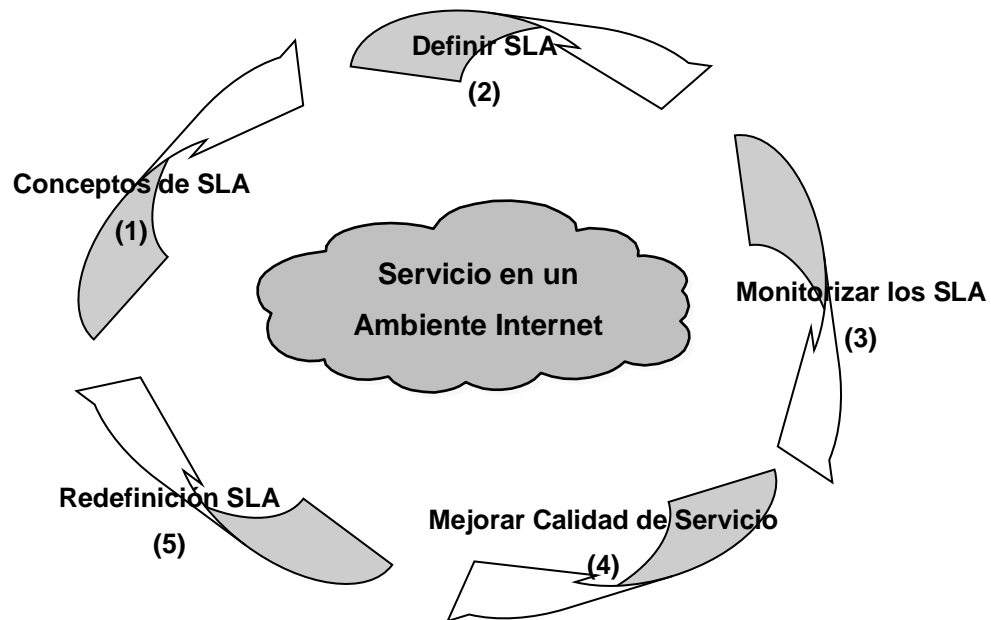 Definir SLA
(2)
Conceptos de SLA
(1)
Servicio en un
Ambiente Internet
Monitorizar los SLA
(3)
Redefinición SLA
(5)
Mejorar Calidad de Servicio
(4)